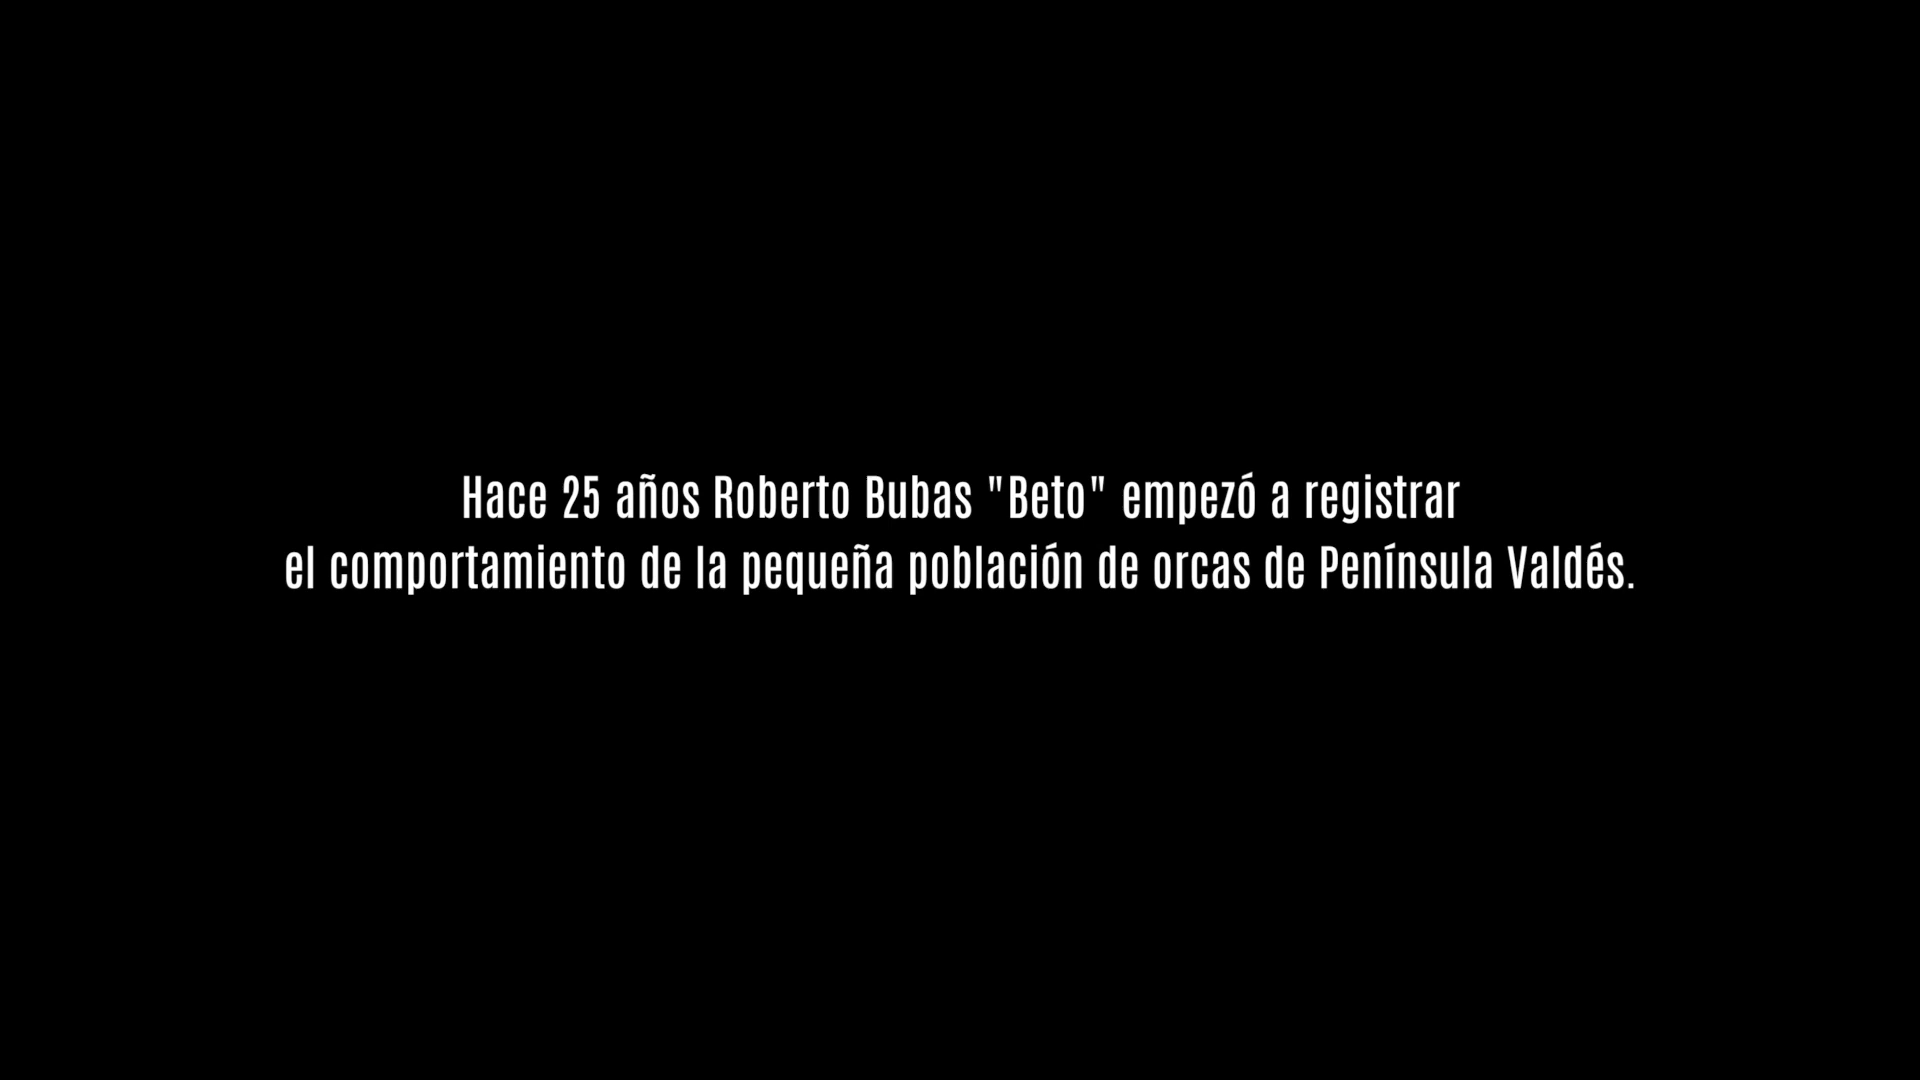 Hace 25 años Roberto Bubas "Beto" empezó a registrar
el comportamiento de la pequeña población de orcas de Península Valdés.